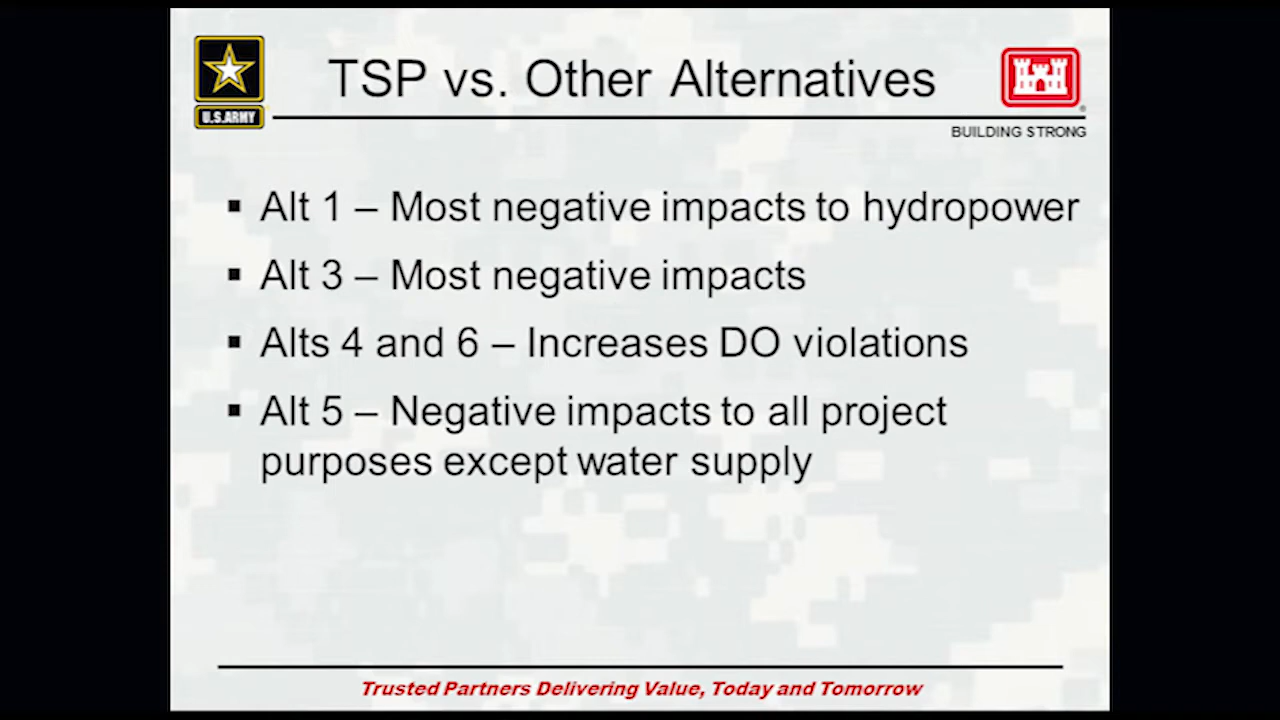 TSP vs. Other Alternatives
U.S.ARMY
®
BUILDING STRONG
▪ Alt 1 – Most negative impacts to hydropower
▪ Alt 3 – Most negative impacts
▪ Alts 4 and 6 – Increases DO violations
▪ Alt 5 – Negative impacts to all project
purposes except water supply
Trusted Partners Delivering Value, Today and Tomorrow